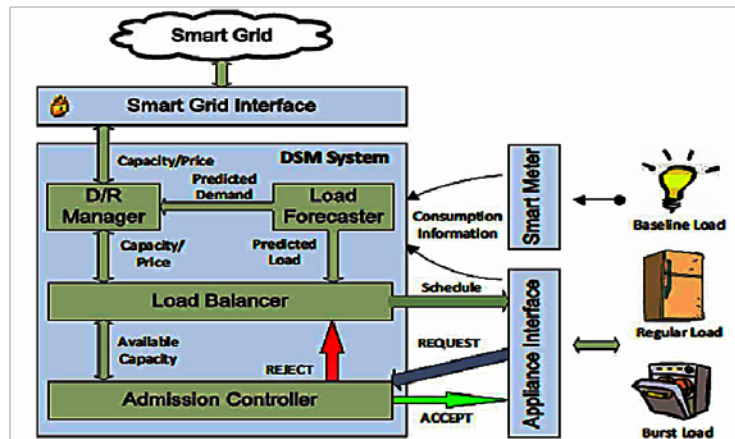 Smart Grid
Smart Grid Interface
DSM System
Capacity/Price
Predicted
Demand
D/R
Manager
Load
Forecaster
Capacity/
Price
Predicted
Load
Load Balancer
Available
Capacity
REJECT
Admission Controller
Consumption
Information
Smart Meter
Schedule
REQUEST
ACCEPT
Appliance Interface
Baseline Load
Regular Load
Burst Load